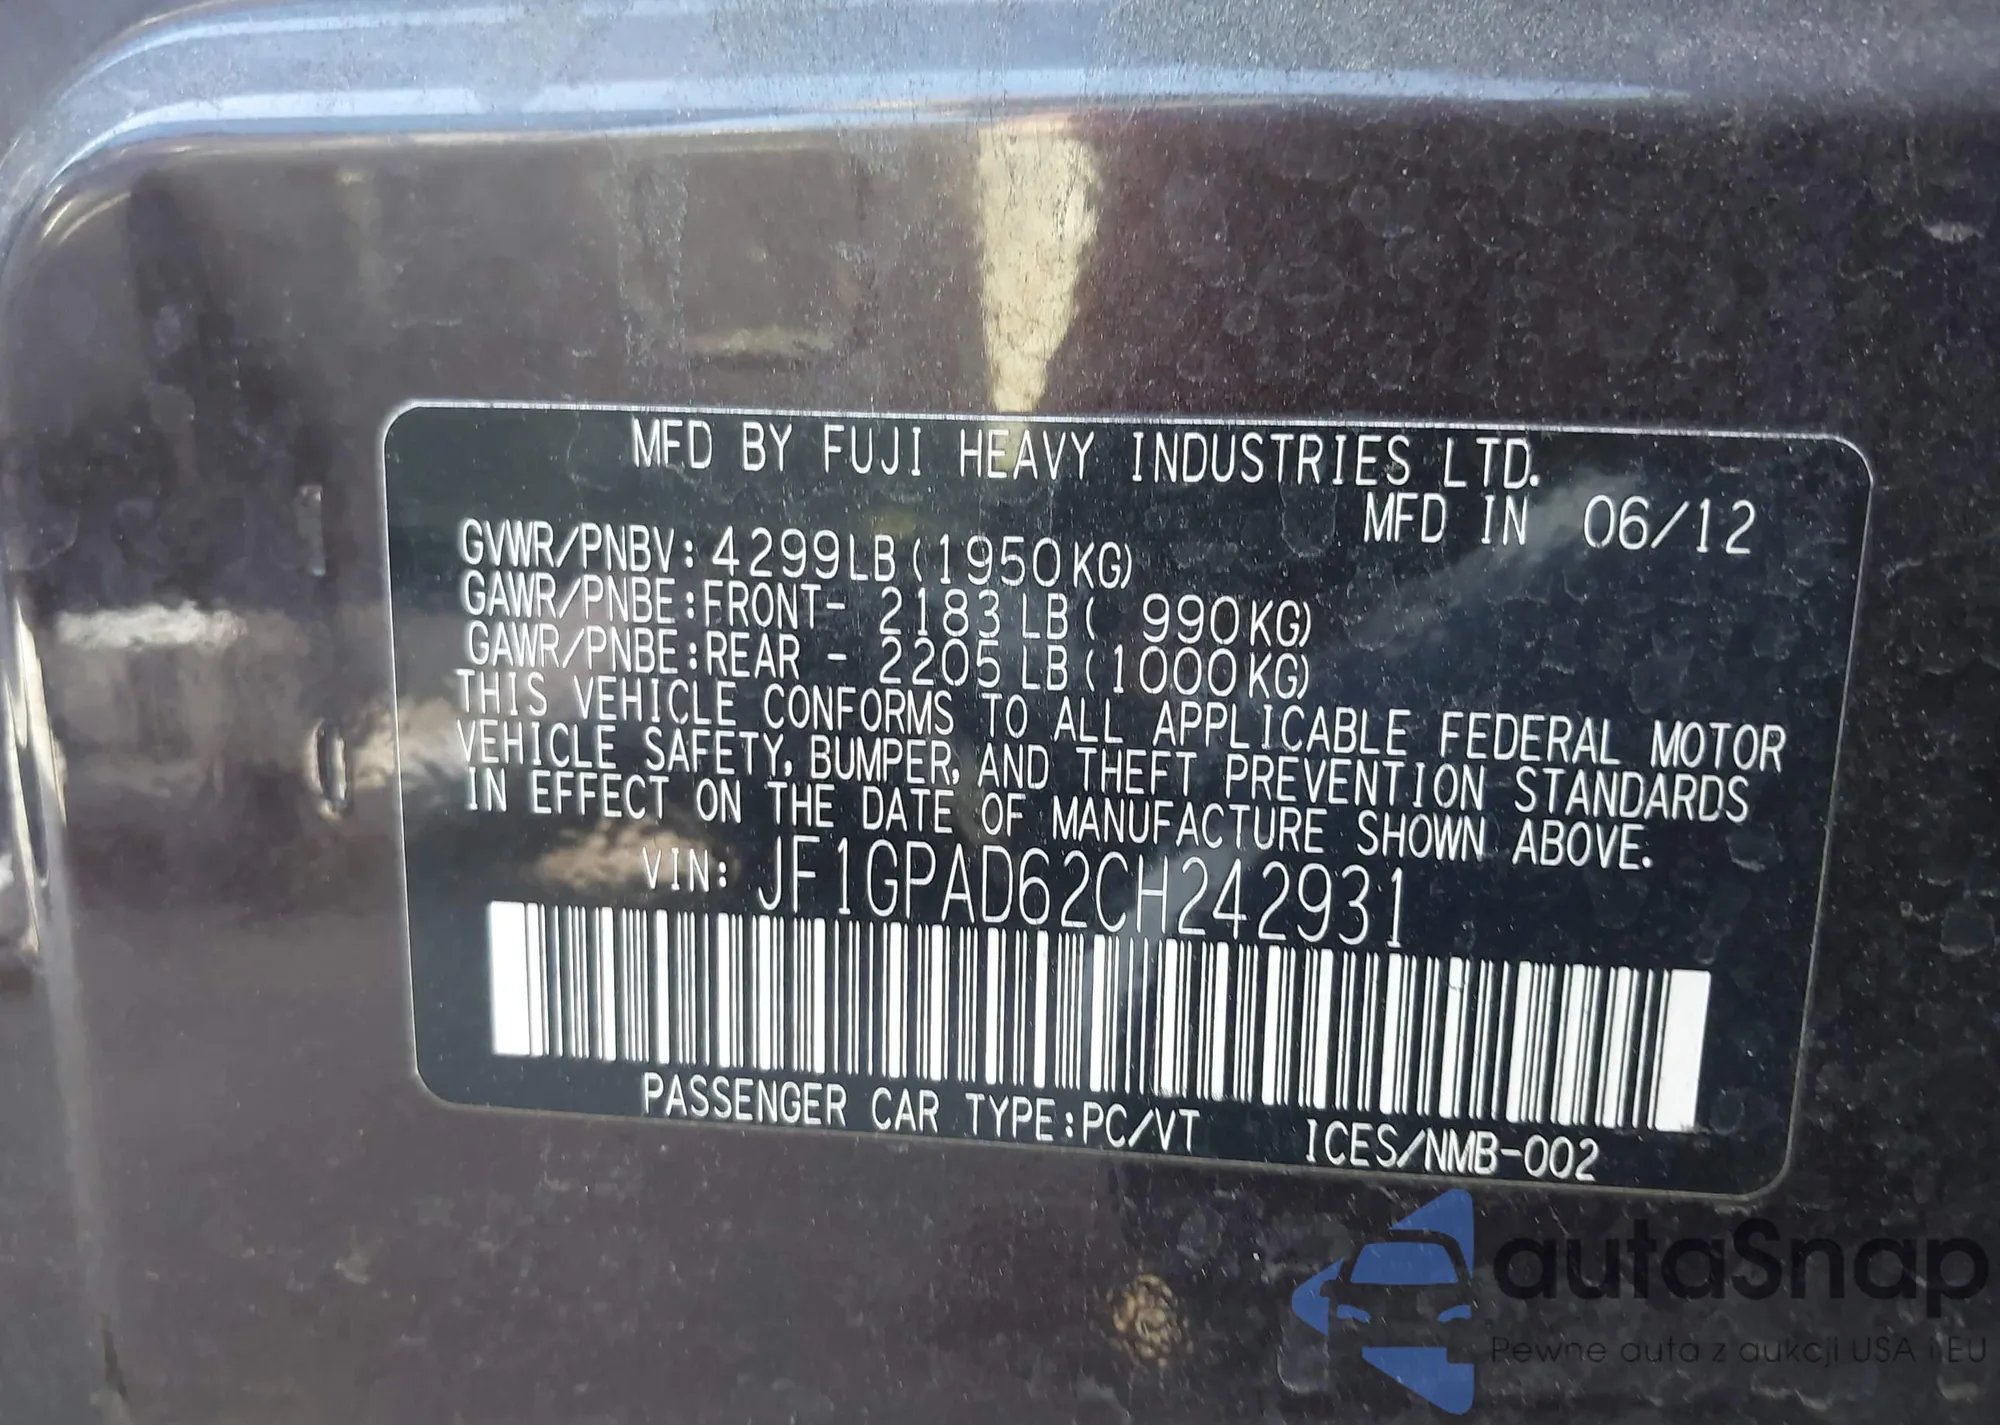 MFD BY FUJI HEAVY INDUSTRIES LTD.
MFD IN 06/12
GVWR/PNBV: 4299LB (1950KG)
GAWR/PNBE:FRONT- 2183 LB( 990KG)
GAWR/PNBE:REAR - 2205 LB(1000KG)
THIS VEHICLE CONFORMS TO ALL APPLICABLE FEDERAL MOTOR
VEHICLE SAFETY, BUMPER, AND THEFT PREVENTION STANDARDS
IN EFFECT ON THE DATE OF MANUFACTURE SHOWN ABOVE.
VIN: JF1GPAD62CH242931
PASSENGER CAR TYPE:PC/VT ICES/NMB-002
autaSnap
Pewne auta z aukcji USA i EU